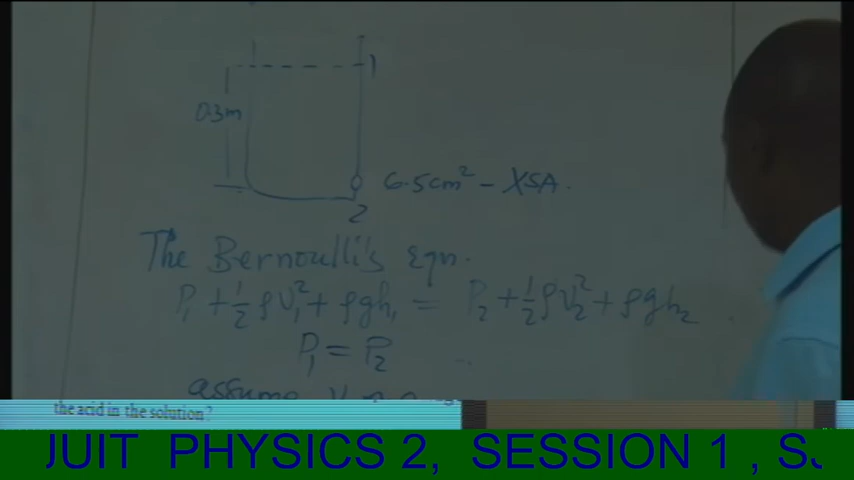 1
0.3m
6.5cm² - XSA.
2
The Bernoulli's Eqn.
P₁ + ½ρv₁² + ρgh₁ = P₂ + ½ρv₂² + ρgh₂
P₁ = P₂
assume
the acid in the solution?
JUIT PHYSICS 2, SESSION 1 , SJ